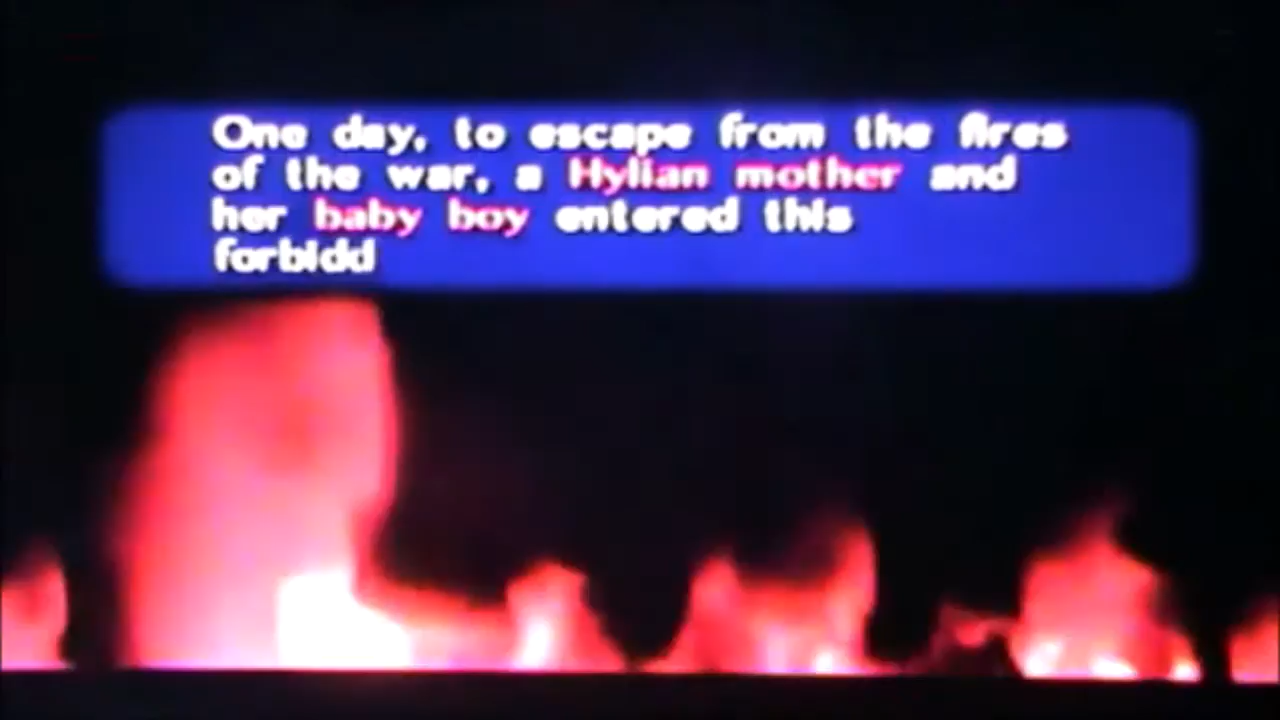 One day, to escape from the fires
of the war, a Hylian mother and
her baby boy entered this
forbidd